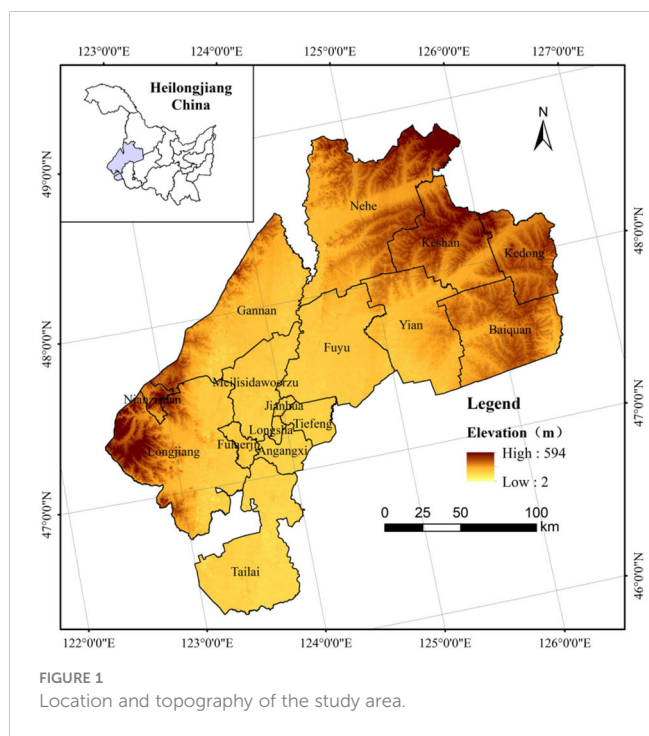 123°0'0"E 124°0'0"E 125°0'0"E 126°0'0"E 127°0'0"E
Heilongjiang
China
N
49°0'0"N
48°0'0"N
47°0'0"N
48°0'0"N
47°0'0"N
46°0'0"N
Nehe
Keshan
Kedong
Gannan
Yian
Baiquan
Fuyu
Meilisidawoerzu
Nianzishan
Jianhua
Longsha
Tiefeng
Longjiang
Fulaerji
Angangxi
Tailai
Legend
Elevation（m）
High : 594
Low : 2
0 25 50 100
km
122°0'0"E 123°0'0"E 124°0'0"E 125°0'0"E 126°0'0"E
FIGURE 1
Location and topography of the study area.